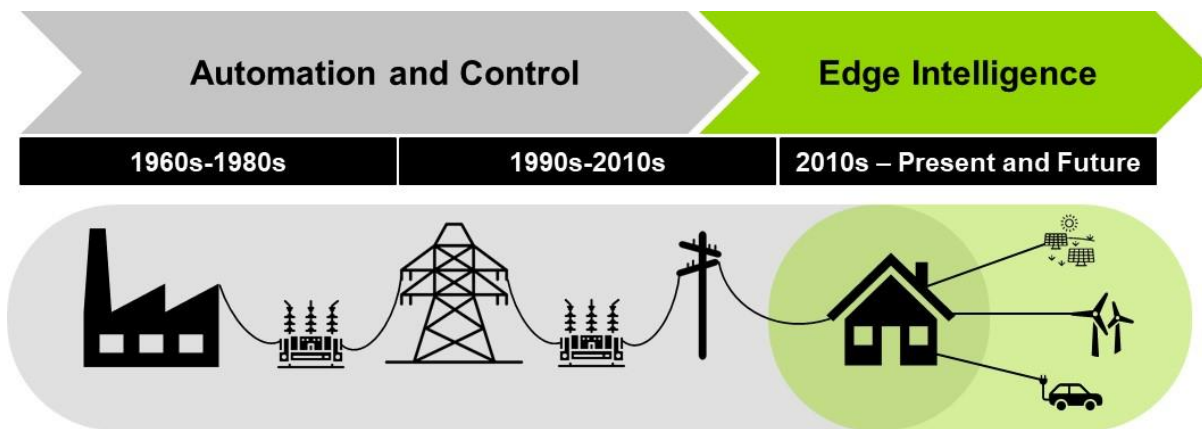 Automation and Control
Edge Intelligence
1960s-1980s
1990s-2010s
2010s – Present and Future